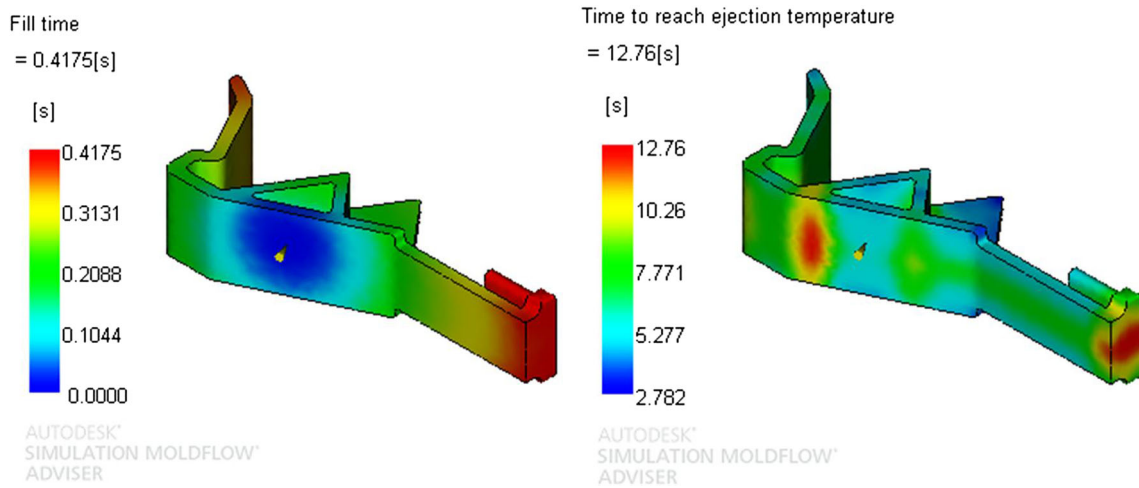 Fill time
= 0.4175[s]
[s]
0.4175
0.3131
0.2088
0.1044
0.0000
AUTODESK®
SIMULATION MOLDFLOW®
ADVISER
Time to reach ejection temperature
= 12.76[s]
[s]
12.76
10.26
7.771
5.277
2.782
AUTODESK®
SIMULATION MOLDFLOW®
ADVISER